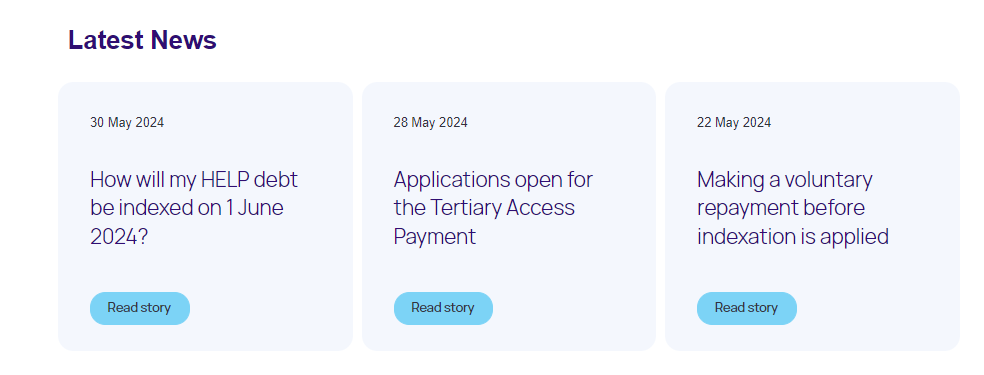 Latest News
30 May 2024
How will my HELP debt
be indexed on 1 June
2024?
Read story
28 May 2024
Applications open for
the Tertiary Access
Payment
Read story
22 May 2024
Making a voluntary
repayment before
indexation is applied
Read story